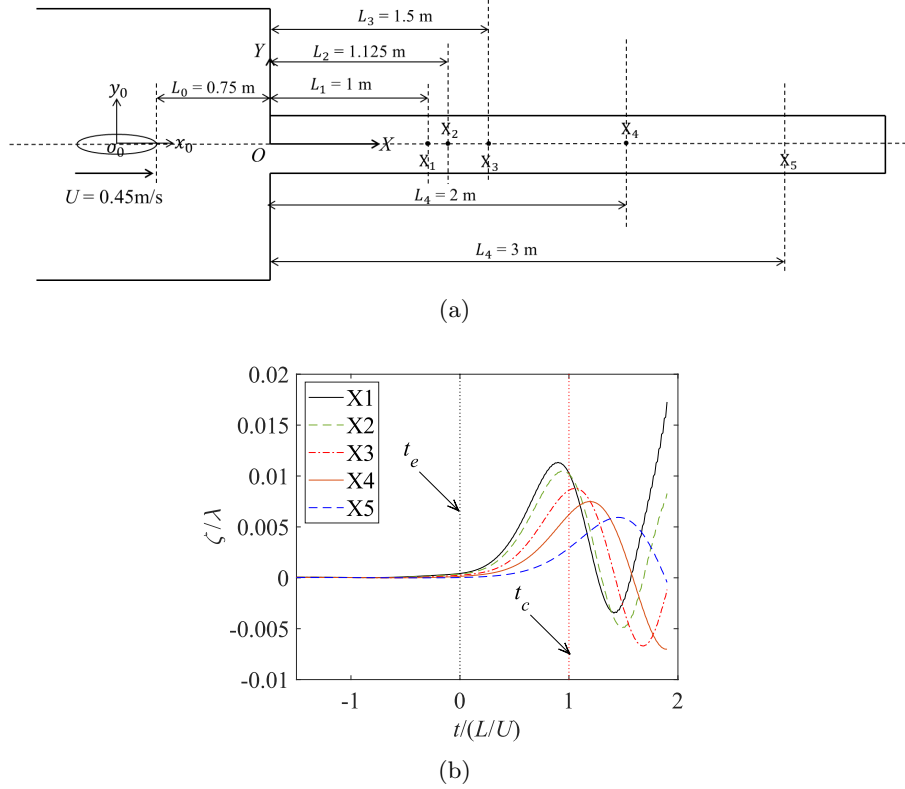 L₃ = 1.5 m
Y
L₂ = 1.125 m
y₀
L₀ = 0.75 m
L₁ = 1 m
o₀
x₀
O
X
X₂
X₄
X₁
X₃
X₅
U = 0.45m/s
L₄ = 2 m
L₄ = 3 m
(a)
0.02
0.015
0.01
0.005
0
-0.005
-0.01
ζ/λ
X1
X2
X3
X4
X5
tₑ
t_c
-1
0
1
2
t/(L/U)
(b)